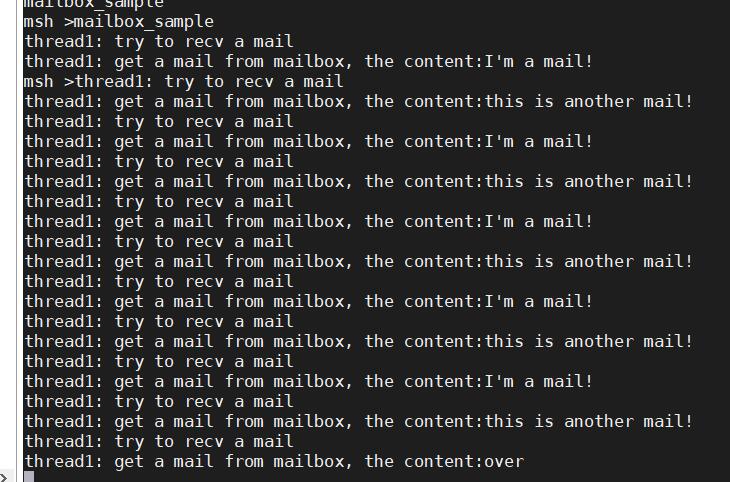 mailbox_sample
msh >mailbox_sample
thread1: try to recv a mail
thread1: get a mail from mailbox, the content:I'm a mail!
msh >thread1: try to recv a mail
thread1: get a mail from mailbox, the content:this is another mail!
thread1: try to recv a mail
thread1: get a mail from mailbox, the content:I'm a mail!
thread1: try to recv a mail
thread1: get a mail from mailbox, the content:this is another mail!
thread1: try to recv a mail
thread1: get a mail from mailbox, the content:I'm a mail!
thread1: try to recv a mail
thread1: get a mail from mailbox, the content:this is another mail!
thread1: try to recv a mail
thread1: get a mail from mailbox, the content:I'm a mail!
thread1: try to recv a mail
thread1: get a mail from mailbox, the content:this is another mail!
thread1: try to recv a mail
thread1: get a mail from mailbox, the content:I'm a mail!
thread1: try to recv a mail
thread1: get a mail from mailbox, the content:this is another mail!
thread1: try to recv a mail
thread1: get a mail from mailbox, the content:over